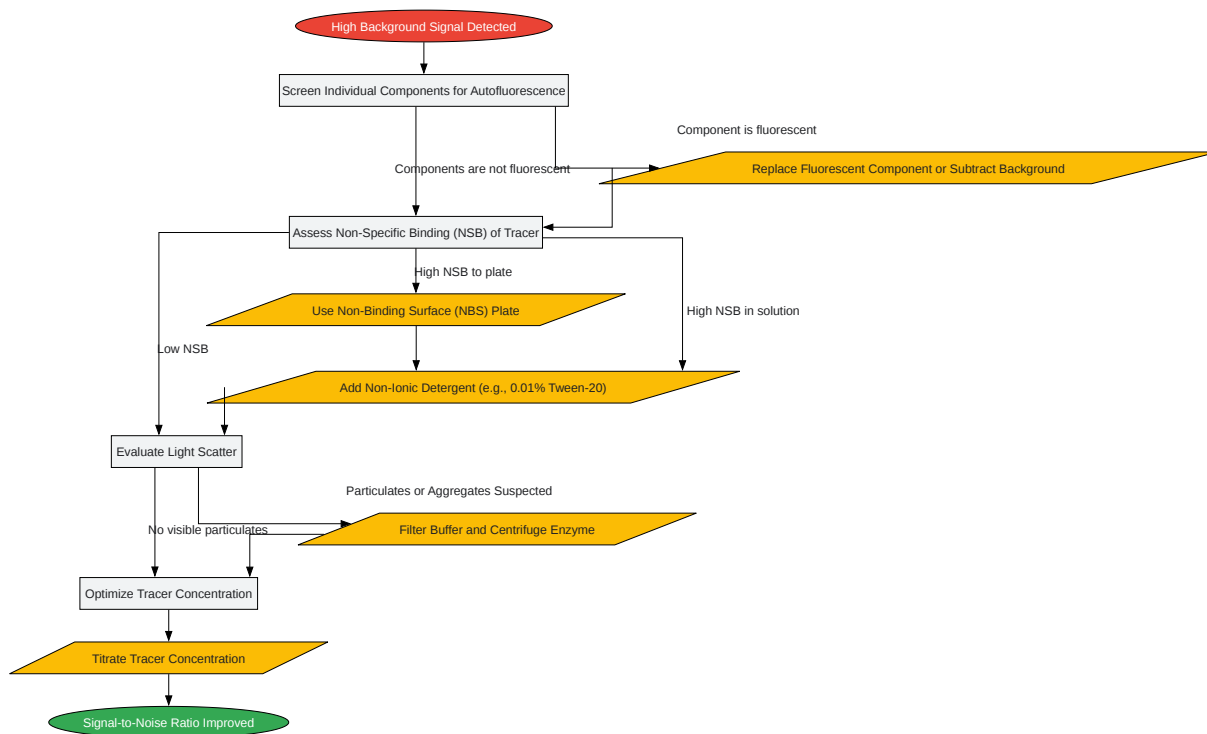 High Background Signal Detected
Screen Individual Components for Autofluorescence
Component is fluorescent
Components are not fluorescent
Replace Fluorescent Component or Subtract Background
Assess Non-Specific Binding (NSB) of Tracer
High NSB to plate
Use Non-Binding Surface (NBS) Plate
High NSB in solution
Low NSB
Add Non-Ionic Detergent (e.g., 0.01% Tween-20)
Evaluate Light Scatter
Particulates or Aggregates Suspected
No visible particulates
Filter Buffer and Centrifuge Enzyme
Optimize Tracer Concentration
Titrate Tracer Concentration
Signal-to-Noise Ratio Improved